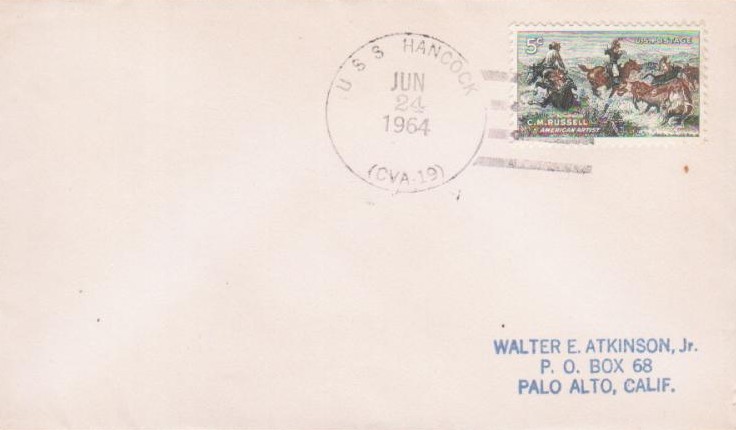 USS HANCOCK
JUN
24
1964
(CVA-19)
5¢
U.S. POSTAGE
C.M. RUSSELL
AMERICAN ARTIST
WALTER E. ATKINSON, Jr.
P. O. BOX 68
PALO ALTO, CALIF.